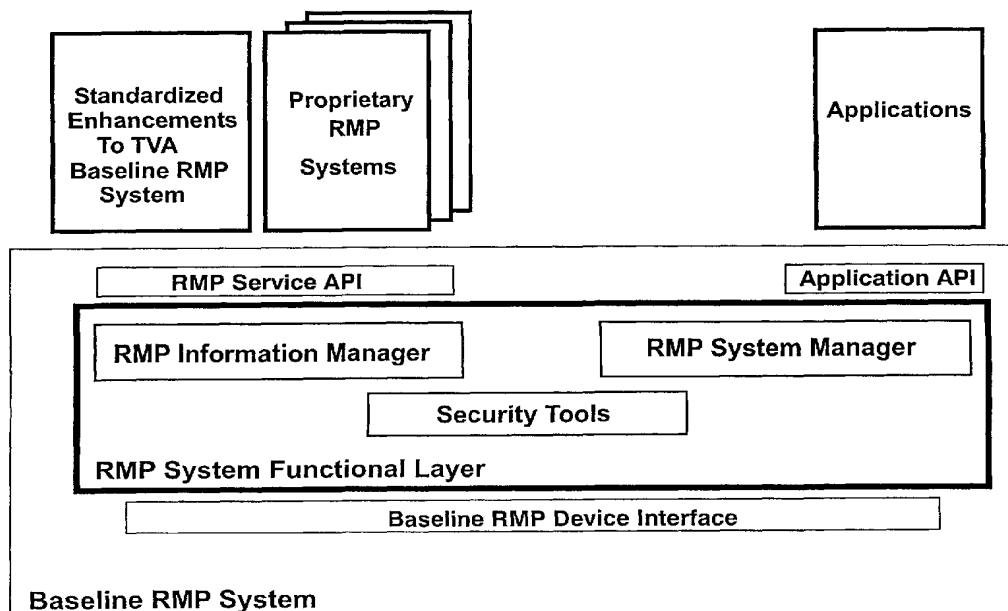 Standardized
Enhancements
To TVA
Baseline RMP
System
Proprietary
RMP
Systems
Applications
RMP Service API
Application API
RMP Information Manager
RMP System Manager
Security Tools
RMP System Functional Layer
Baseline RMP Device Interface
Baseline RMP System